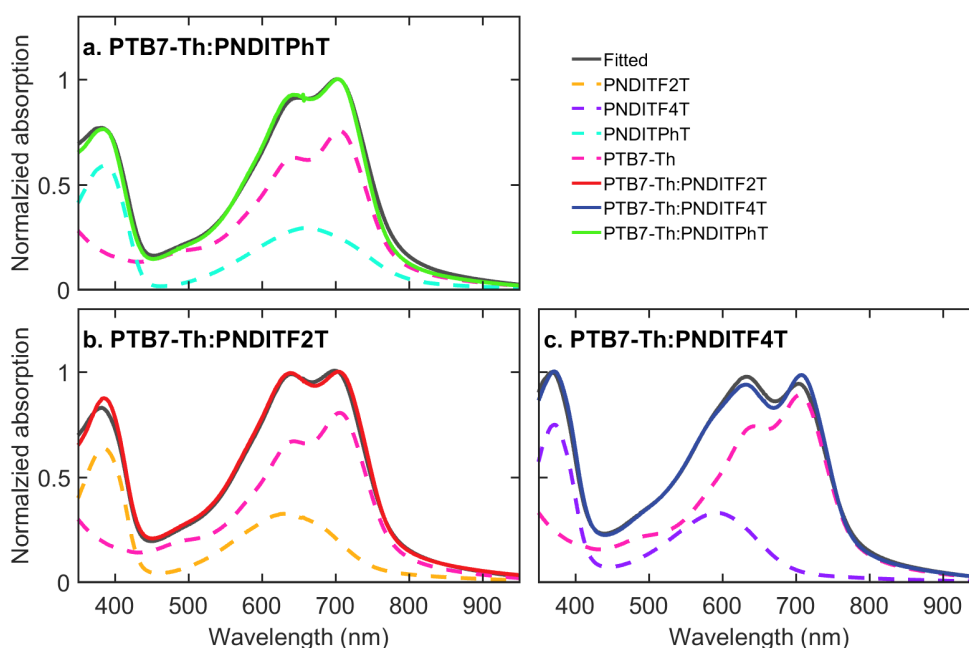 a. PTB7-Th:PNDITPhT
Normalzied absorption
1
0.5
0
Fitted
PNDITF2T
PNDITF4T
PNDITPhT
PTB7-Th
PTB7-Th:PNDITF2T
PTB7-Th:PNDITF4T
PTB7-Th:PNDITPhT
b. PTB7-Th:PNDITF2T
Normalzied absorption
1
0.5
0
400 500 600 700 800 900
Wavelength (nm)
c. PTB7-Th:PNDITF4T
400 500 600 700 800 900
Wavelength (nm)